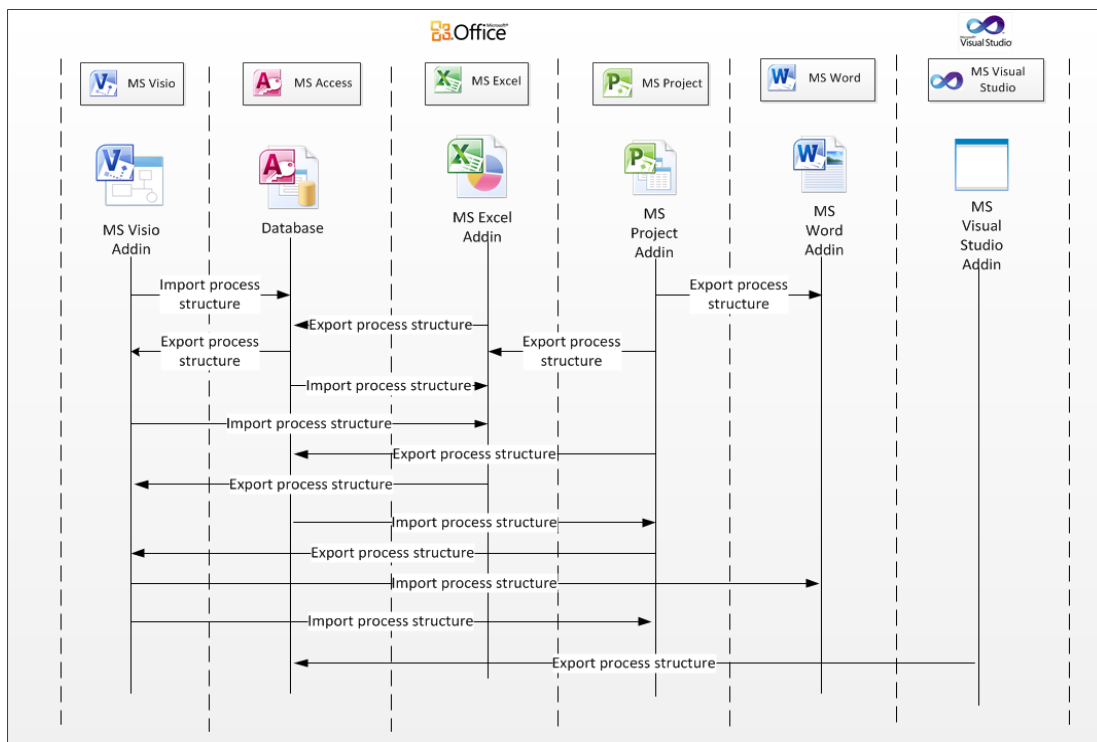 Microsoft®
Office
Microsoft®
Visual Studio
MS Visio
MS Access
MS Excel
MS Project
MS Word
MS Visual
Studio
MS Visio
Addin
Database
MS Excel
Addin
MS
Project
Addin
MS
Word
Addin
MS
Visual
Studio
Addin
Import process
structure
Export process
structure
Export process structure
Export process
structure
Export process
structure
Import process structure
Import process structure
Export process structure
Export process structure
Import process structure
Export process structure
Import process structure
Import process structure
Export process structure